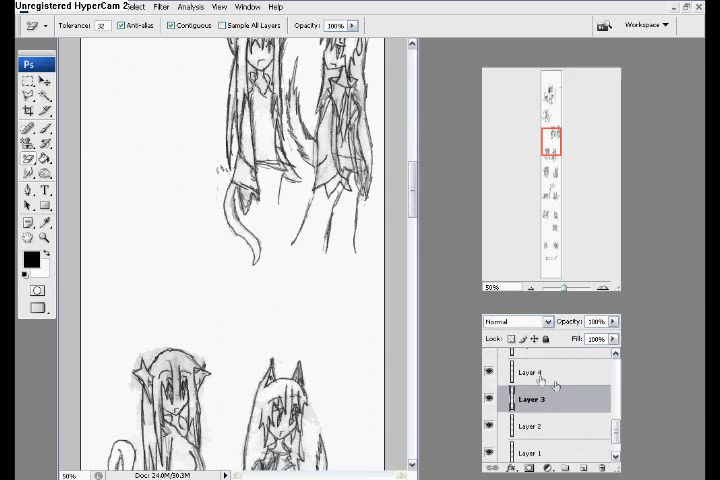 Unregistered HyperCam 2
Select Filter Analysis View Window Help
Tolerance: 32 Anti-alias Contiguous Sample All Layers Opacity: 100% Workspace
Ps
T
50%
Normal Opacity: 100%
Lock: Fill: 100%
Layer 4
Layer 3
Layer 2
Layer 1
50% Doc: 24.0M/30.3M